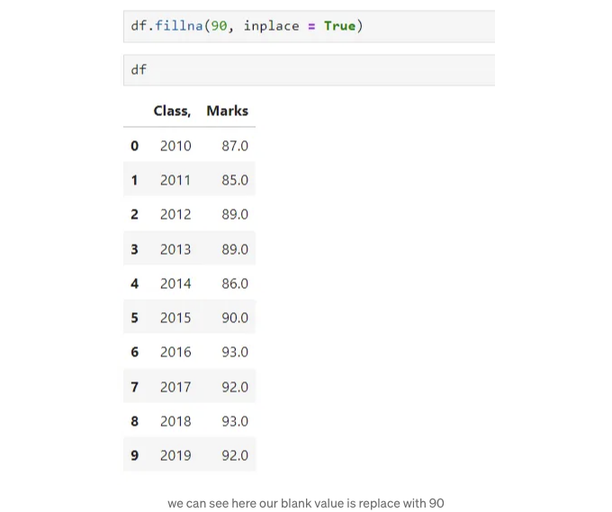 df.fillna(90, inplace = True)
df
Class, Marks
0 2010 87.0
1 2011 85.0
2 2012 89.0
3 2013 89.0
4 2014 86.0
5 2015 90.0
6 2016 93.0
7 2017 92.0
8 2018 93.0
9 2019 92.0
we can see here our blank value is replace with 90